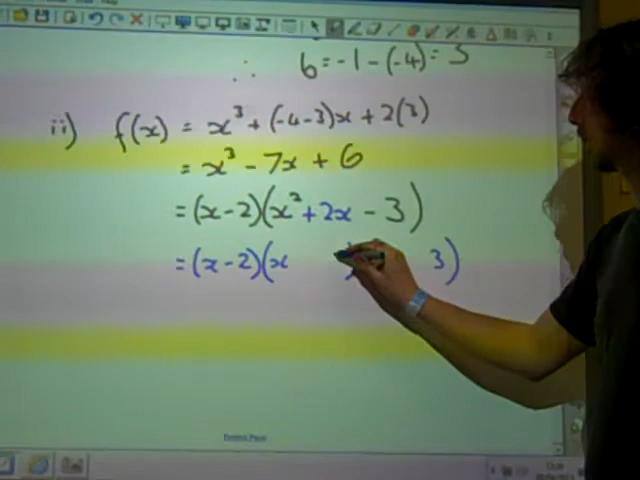 ∴ b = -1 - (-4) = 3
ii) f(x) = x³ + (-4-3)x + 2(3)
= x³ - 7x + 6
= (x-2)(x² + 2x - 3)
= (x-2)(x 3)